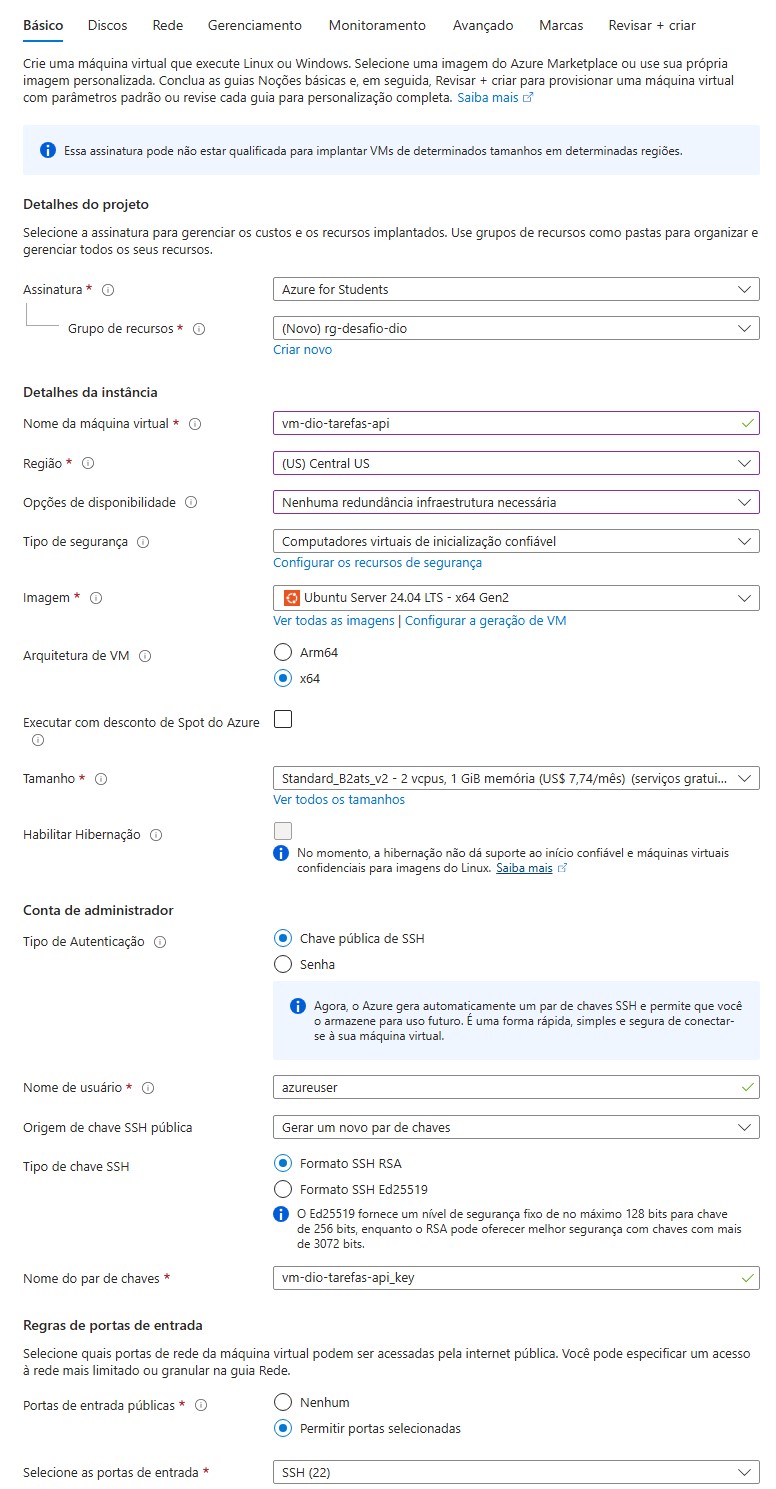 Básico Discos Rede Gerenciamento Monitoramento Avançado Marcas Revisar + criar
Crie uma máquina virtual que execute Linux ou Windows. Selecione uma imagem do Azure Marketplace ou use sua própria
imagem personalizada. Conclua as guias Noções básicas e, em seguida, Revisar + criar para provisionar uma máquina virtual
com parâmetros padrão ou revise cada guia para personalização completa. Saiba mais
Essa assinatura pode não estar qualificada para implantar VMs de determinados tamanhos em determinadas regiões.
Detalhes do projeto
Selecione a assinatura para gerenciar os custos e os recursos implantados. Use grupos de recursos como pastas para organizar e
gerenciar todos os seus recursos.
Assinatura * Azure for Students
Grupo de recursos * (Novo) rg-desafio-dio
Criar novo
Detalhes da instância
Nome da máquina virtual * vm-dio-tarefas-api
Região * (US) Central US
Opções de disponibilidade Nenhuma redundância infraestrutura necessária
Tipo de segurança Computadores virtuais de inicialização confiável
Configurar os recursos de segurança
Imagem * Ubuntu Server 24.04 LTS - x64 Gen2
Ver todas as imagens | Configurar a geração de VM
Arquitetura de VM Arm64
x64
Executar com desconto de Spot do Azure
Tamanho * Standard_B2ats_v2 - 2 vcpus, 1 GiB memória (US$ 7,74/mês) (serviços gratui...
Ver todos os tamanhos
Habilitar Hibernação
No momento, a hibernação não dá suporte ao início confiável e máquinas virtuais
confidenciais para imagens do Linux. Saiba mais
Conta de administrador
Tipo de Autenticação Chave pública de SSH
Senha
Agora, o Azure gera automaticamente um par de chaves SSH e permite que você
o armazene para uso futuro. É uma forma rápida, simples e segura de conectar-
se à sua máquina virtual.
Nome de usuário * azureuser
Origem de chave SSH pública Gerar um novo par de chaves
Tipo de chave SSH Formato SSH RSA
Formato SSH Ed25519
O Ed25519 fornece um nível de segurança fixo de no máximo 128 bits para chave
de 256 bits, enquanto o RSA pode oferecer melhor segurança com chaves com mais
de 3072 bits.
Nome do par de chaves * vm-dio-tarefas-api_key
Regras de portas de entrada
Selecione quais portas de rede da máquina virtual podem ser acessadas pela internet pública. Você pode especificar um acesso
à rede mais limitado ou granular na guia Rede.
Portas de entrada públicas * Nenhum
Permitir portas selecionadas
Selecione as portas de entrada * SSH (22)